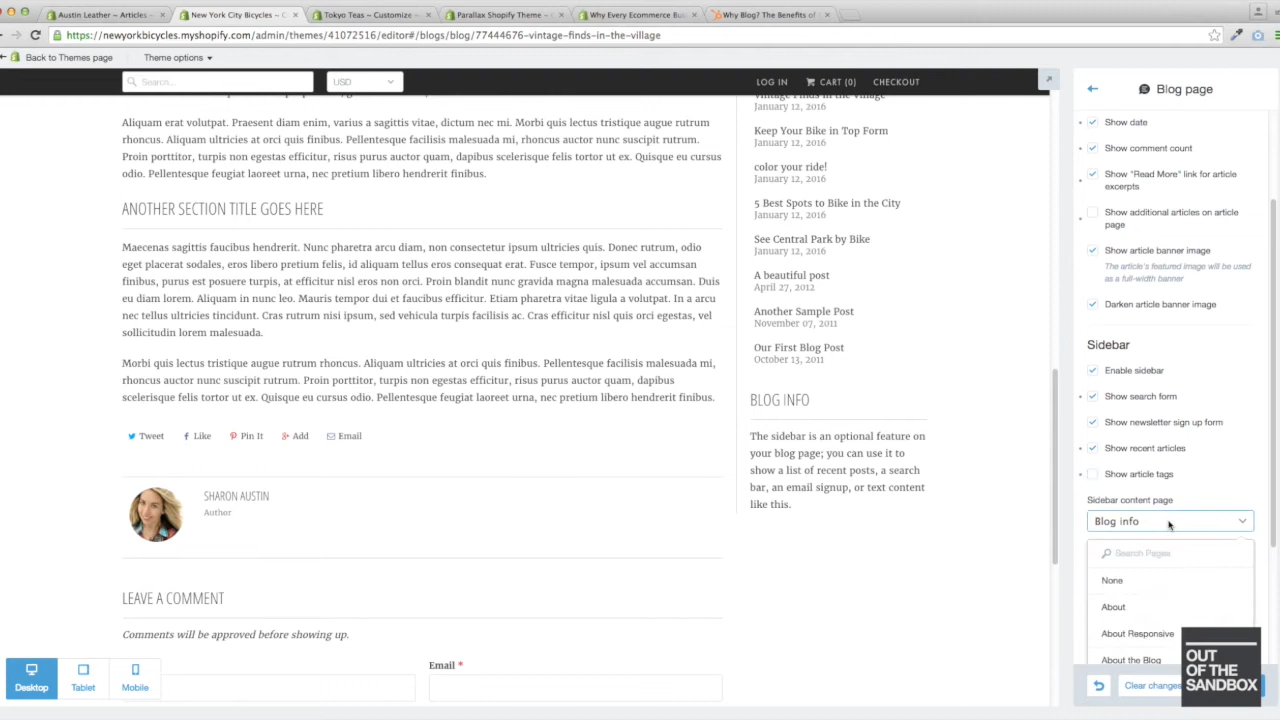 Austin Leather ~ Articles ~
New York City Bicycles ~ C
Tokyo Teas ~ Customize ~
Parallax Shopify Theme ~ C
Why Every Ecommerce Bu
Why Blog? The Benefits of
https://newyorkbicycles.myshopify.com/admin/themes/41072516/editor#/blogs/blog/77444676-vintage-finds-in-the-village
Back to Themes page
Theme options
Search...
USD
LOG IN
CART (0)
CHECKOUT
Aliquam erat volutpat. Praesent diam enim, varius a sagittis vitae, dictum nec mi. Morbi quis lectus tristique augue rutrum
rhoncus. Aliquam ultricies at orci quis finibus. Pellentesque facilisis malesuada mi, rhoncus auctor nunc suscipit rutrum.
Proin porttitor, turpis non egestas efficitur, risus purus auctor quam, dapibus scelerisque felis tortor ut ex. Quisque eu cursus
odio. Pellentesque feugiat laoreet urna, nec pretium libero hendrerit finibus.
ANOTHER SECTION TITLE GOES HERE
Maecenas sagittis faucibus hendrerit. Nunc pharetra arcu diam, non consectetur ipsum ultricies quis. Donec rutrum, odio
eget placerat sodales, eros libero pretium felis, id aliquam tellus eros consequat erat. Fusce tempor, ipsum vel accumsan
finibus, purus est posuere turpis, at efficitur nisl eros non orci. Proin blandit nunc gravida magna malesuada accumsan. Duis
eu diam lorem. Aliquam in nunc leo. Mauris tempor dui et faucibus efficitur. Etiam pharetra vitae ligula a volutpat. In a arcu
nec tellus ultricies tincidunt. Cras rutrum nisi ipsum, sed vehicula turpis facilisis ac. Cras efficitur nisl quis orci egestas, vel
sollicitudin lorem malesuada.
Morbi quis lectus tristique augue rutrum rhoncus. Aliquam ultricies at orci quis finibus. Pellentesque facilisis malesuada mi,
rhoncus auctor nunc suscipit rutrum. Proin porttitor, turpis non egestas efficitur, risus purus auctor quam, dapibus
scelerisque felis tortor ut ex. Quisque eu cursus odio. Pellentesque feugiat laoreet urna, nec pretium libero hendrerit finibus.
Tweet
Like
Pin It
Add
Email
SHARON AUSTIN
Author
LEAVE A COMMENT
Comments will be approved before showing up.
Email *
Vintage Finds in the Village
January 12, 2016
Keep Your Bike in Top Form
January 12, 2016
color your ride!
January 12, 2016
5 Best Spots to Bike in the City
January 12, 2016
See Central Park by Bike
January 12, 2016
A beautiful post
April 27, 2012
Another Sample Post
November 07, 2011
Our First Blog Post
October 13, 2011
BLOG INFO
The sidebar is an optional feature on
your blog page; you can use it to
show a list of recent posts, a search
bar, an email signup, or text content
like this.
Desktop
Tablet
Mobile
Blog page
Show date
Show comment count
Show "Read More" link for article
excerpts
Show additional articles on article
page
Show article banner image
The article's featured image will be used
as a full-width banner
Darken article banner image
Sidebar
Enable sidebar
Show search form
Show newsletter sign up form
Show recent articles
Show article tags
Sidebar content page
Blog info
Search Pages
None
About
About Responsive
About the Blog
Clear changes
OUT
OF THE
SANDBOX